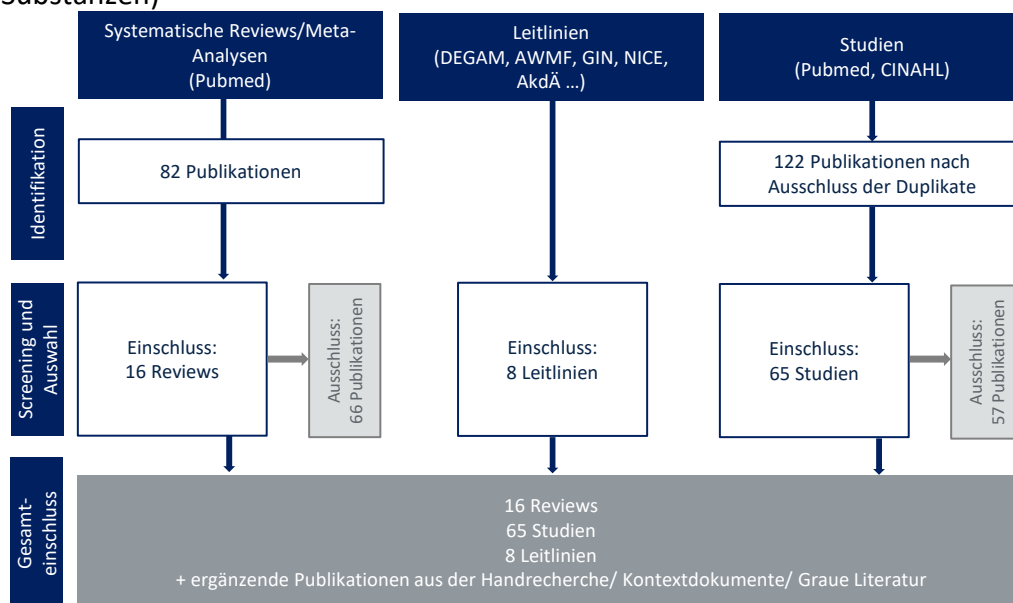 Substanzen)
Systematische Reviews/Meta-
Analysen
(Pubmed)
Leitlinien
(DEGAM, AWMF, GIN, NICE,
AkdÄ …)
Studien
(Pubmed, CINAHL)
Identifikation
82 Publikationen
122 Publikationen nach
Ausschluss der Duplikate
Screening und
Auswahl
Einschluss:
16 Reviews
Ausschluss:
66 Publikationen
Einschluss:
8 Leitlinien
Einschluss:
65 Studien
Ausschluss:
57 Publikationen
Gesamt-
einschluss
16 Reviews
65 Studien
8 Leitlinien
+ ergänzende Publikationen aus der Handrecherche/ Kontextdokumente/ Graue Literatur